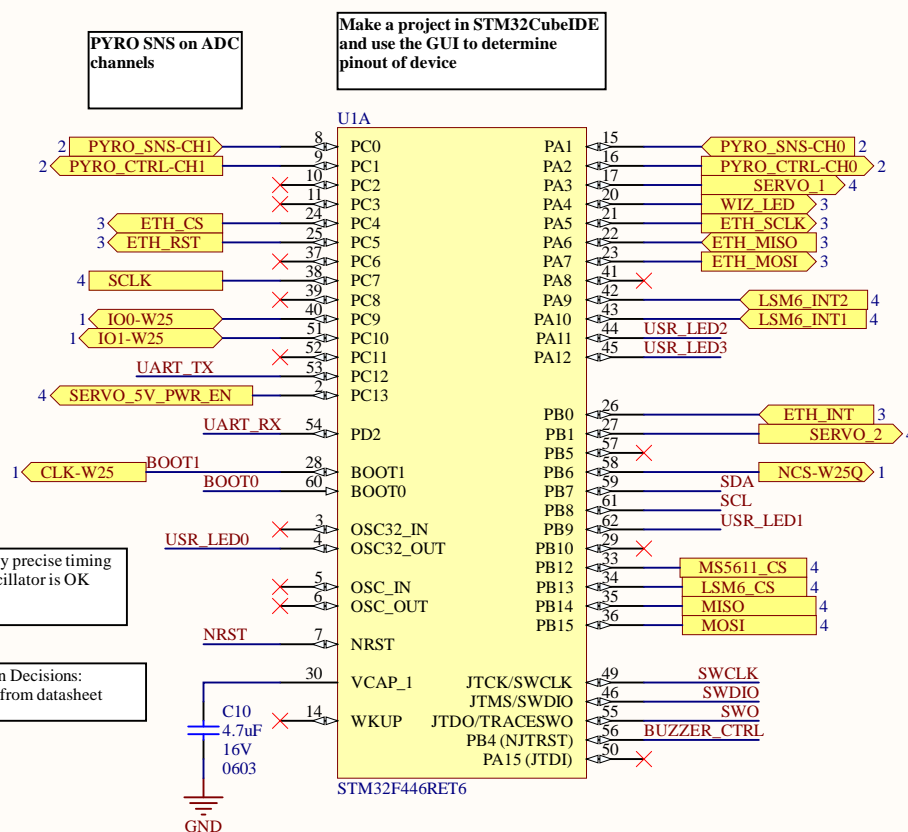 PYRO SNS on ADC
channels
Make a project in STM32CubeIDE
and use the GUI to determine
pinout of device
U1A
2 PYRO_SNS-CH1 8 PC0 PA1 15 PYRO_SNS-CH0 2
2 PYRO_CTRL-CH1 9 PC1 PA2 16 PYRO_CTRL-CH0 2
10 PC2 PA3 17 SERVO_1 4
11 PC3 PA4 20 WIZ_LED 3
3 ETH_CS 24 PC4 PA5 21 ETH_SCLK 3
3 ETH_RST 25 PC5 PA6 22 ETH_MISO 3
37 PC6 PA7 23 ETH_MOSI 3
4 SCLK 38 PC7 PA8 41
39 PC8 PA9 42 LSM6_INT2 4
1 IO0-W25 40 PC9 PA10 43 LSM6_INT1 4
1 IO1-W25 51 PC10 PA11 44 USR_LED2
52 PC11 PA12 45 USR_LED3
UART_TX 53 PC12
4 SERVO_5V_PWR_EN 2 PC13
PB0 26 ETH_INT 3
UART_RX 54 PD2 PB1 27 SERVO_2 4
PB5 57
1 CLK-W25 BOOT1 28 BOOT1 PB6 58 NCS-W25Q 1
BOOT0 60 BOOT0 PB7 59 SDA
PB8 61 SCL
3 OSC32_IN PB9 62 USR_LED1
USR_LED0 4 OSC32_OUT PB10 29
y precise timing
cillator is OK
PB12 33 MS5611_CS 4
5 OSC_IN PB13 34 LSM6_CS 4
6 OSC_OUT PB14 35 MISO 4
PB15 36 MOSI 4
NRST 7 NRST
n Decisions:
from datasheet
30 VCAP_1 JTCK/SWCLK 49 SWCLK
JTMS/SWDIO 46 SWDIO
14 WKUP JTDO/TRACESWO 55 SWO
PB4 (NJTRST) 56 BUZZER_CTRL
PA15 (JTDI) 50
C10
4.7uF
16V
0603
STM32F446RET6
GND